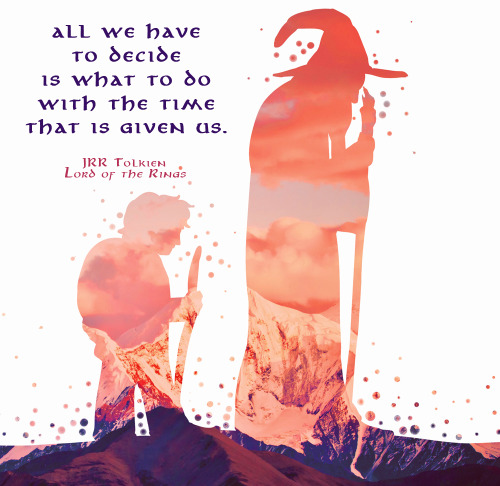 all we have
to decide
is what to do
with the time
that is given us.
JRR Tolkien
Lord of the Rings